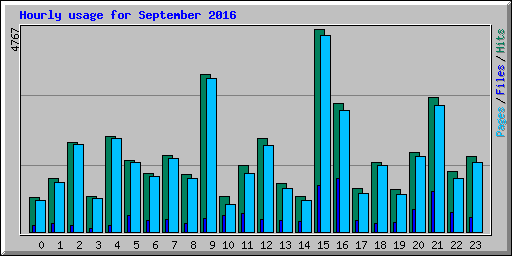 Hourly usage for September 2016
4767
Pages / Files / Hits
0 1 2 3 4 5 6 7 8 9 10 11 12 13 14 15 16 17 18 19 20 21 22 23